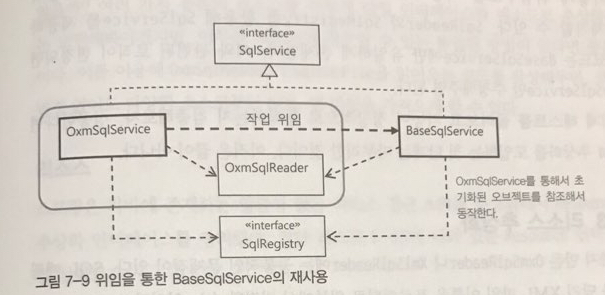 «interface»
SqlService
OxmSqlService
작업 위임
BaseSqlService
OxmSqlReader
OxmSqlService를 통해서 초
기화된 오브젝트를 참조해서
동작한다.
«interface»
SqlRegistry
그림 7-9 위임을 통한 BaseSqlService의 재사용